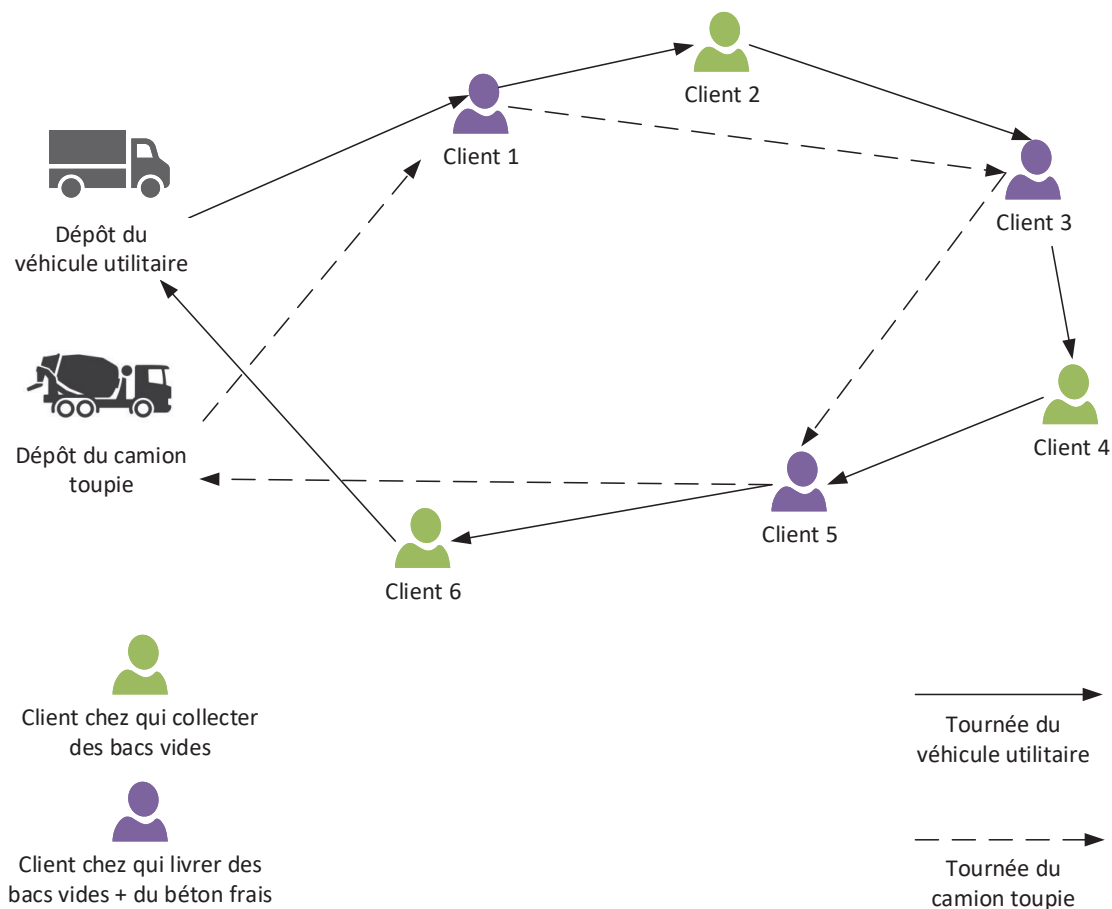 Client 2
Client 1
Client 3
Dépôt du
véhicule utilitaire
Dépôt du camion
toupie
Client 4
Client 5
Client 6
Client chez qui collecter
des bacs vides
Tournée du
véhicule utilitaire
Client chez qui livrer des
bacs vides + du béton frais
Tournée du
camion toupie